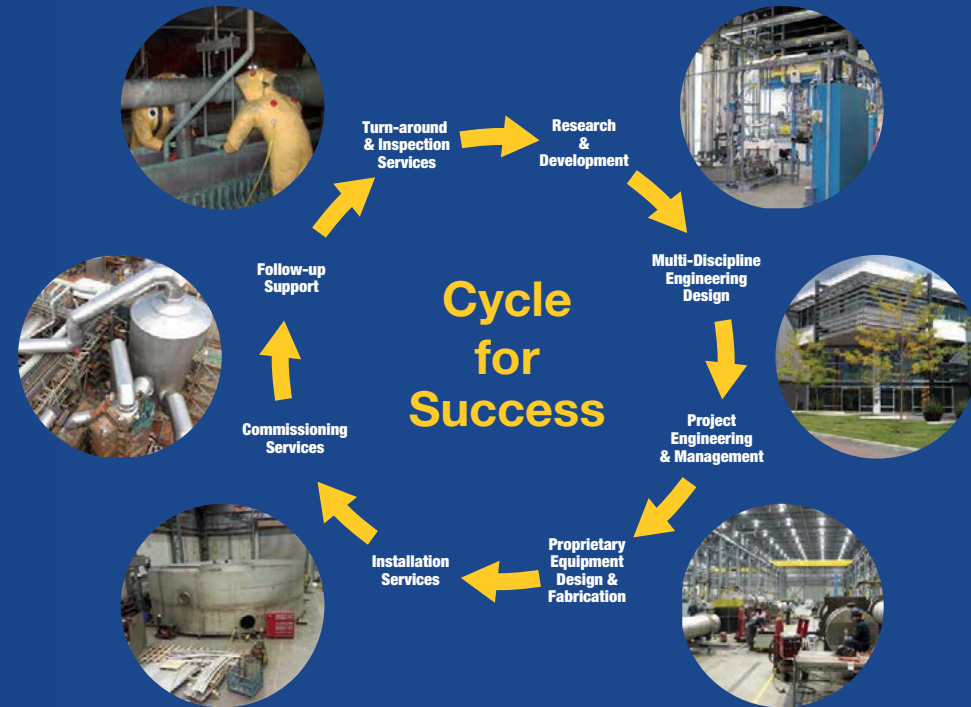 Turn-around
& Inspection
Services
Research
&
Development
Multi-Discipline
Engineering
Design
Project
Engineering
& Management
Proprietary
Equipment
Design &
Fabrication
Installation
Services
Commissioning
Services
Follow-up
Support
Cycle
for
Success